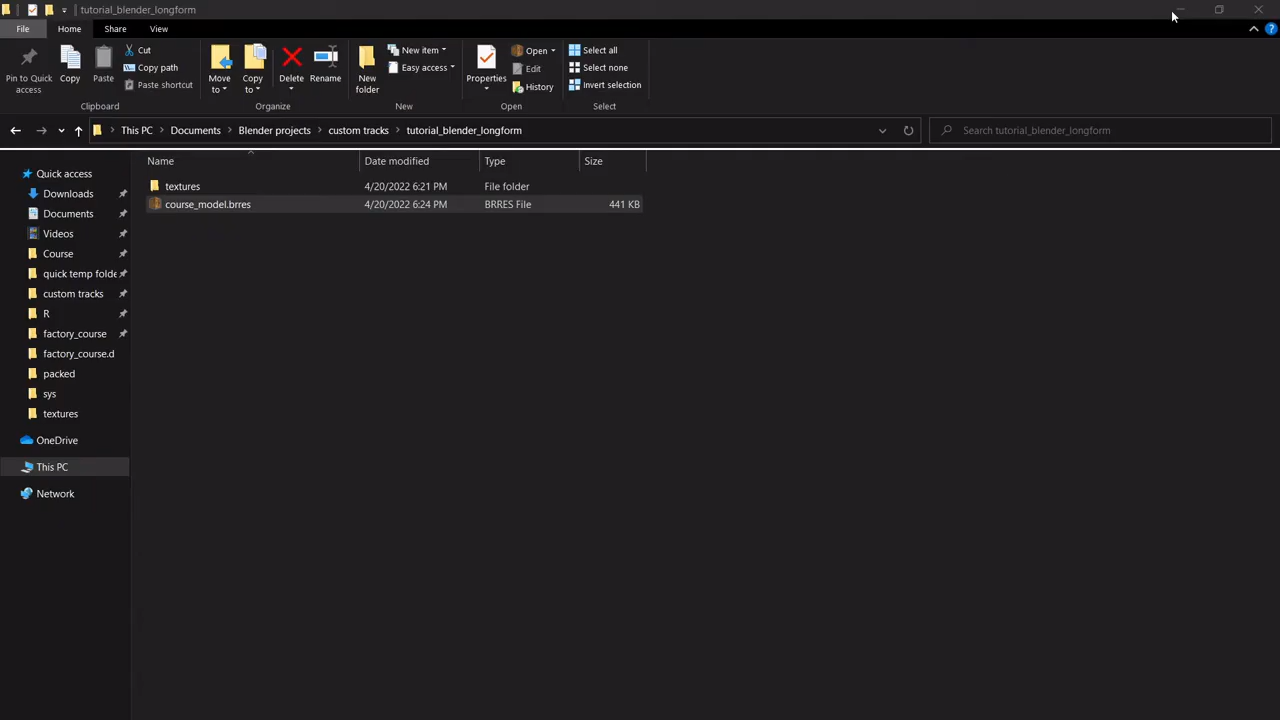 tutorial_blender_longform
File Home Share View
Pin to Quick access
Copy
Paste
Cut
Copy path
Paste shortcut
Clipboard
Move to
Copy to
Delete
Rename
Organize
New folder
New item
Easy access
New
Properties
Open
Edit
History
Open
Select all
Select none
Invert selection
Select
This PC Documents Blender projects custom tracks tutorial_blender_longform
Search tutorial_blender_longform
Name Date modified Type Size
textures 4/20/2022 6:21 PM File folder
course_model.brres 4/20/2022 6:24 PM BRRES File 441 KB
Quick access
Downloads
Documents
Videos
Course
quick temp folde
custom tracks
R
factory_course
factory_course.d
packed
sys
textures
OneDrive
This PC
Network